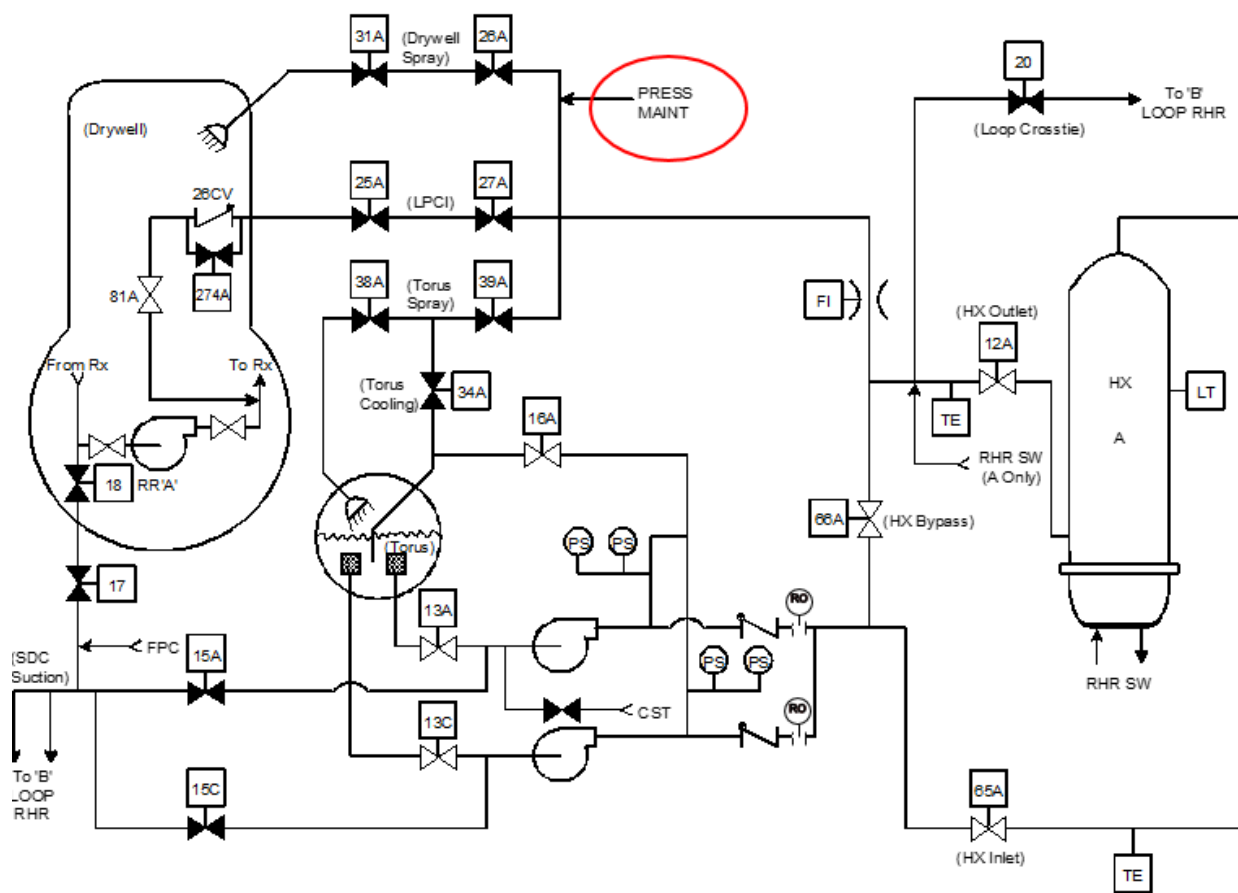 31A
(Drywell
Spray)
26A
PRESS
MAINT
20
To 'B'
LOOP RHR
(Loop Crosstie)
(Drywell)
26CV
25A
(LPCI)
27A
274A
81A
38A
(Torus
Spray)
39A
FI
(HX Outlet)
12A
From Rx
To Rx
(Torus
Cooling)
34A
16A
TE
HX
A
LT
18
RR'A'
RHR SW
(A Only)
66A
(HX Bypass)
(Torus)
PS
PS
17
13A
RO
FPC
(SDC
Suction)
15A
PS
PS
RHR SW
CST
13C
RO
To 'B'
LOOP
RHR
15C
65A
(HX Inlet)
TE